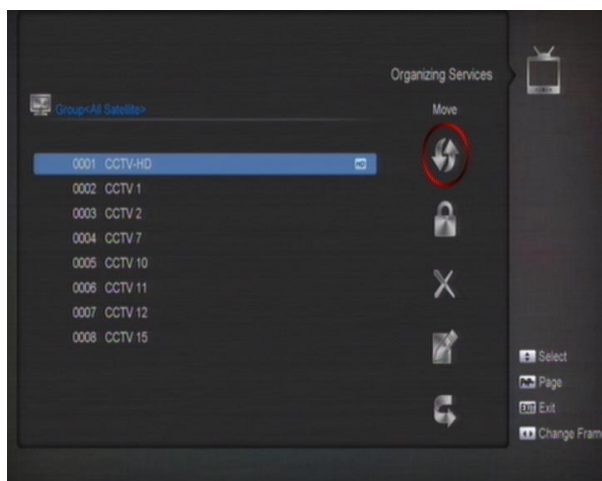 Organizing Services
Group<All Satellite>
Move
0001 CCTV-HD HD
0002 CCTV 1
0003 CCTV 2
0004 CCTV 7
0005 CCTV 10
0006 CCTV 11
0007 CCTV 12
0008 CCTV 15
Select
Page
EXIT Exit
Change Frame